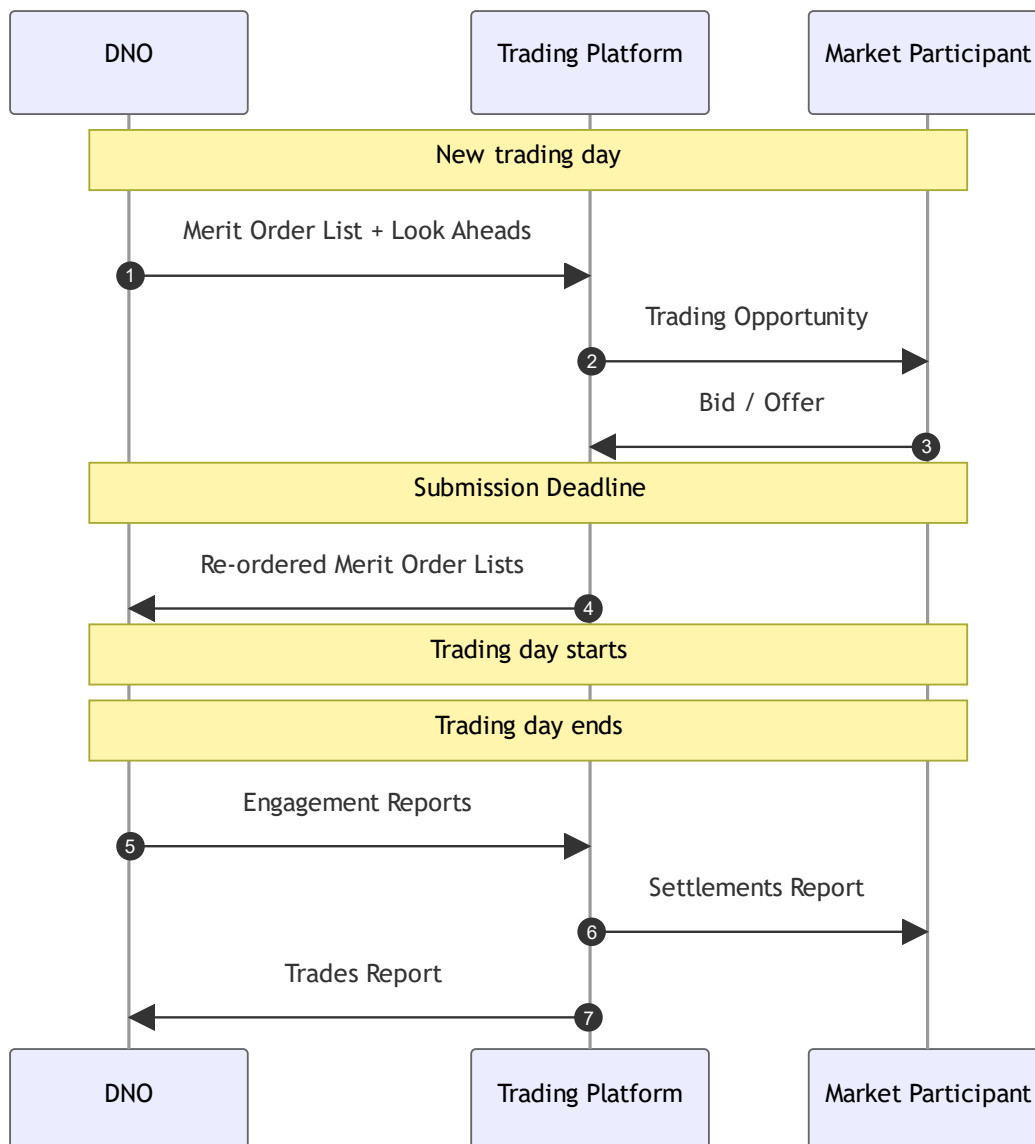 DNO
Trading Platform
Market Participant
New trading day
Merit Order List + Look Aheads
1
Trading Opportunity
2
Bid / Offer
3
Submission Deadline
Re-ordered Merit Order Lists
4
Trading day starts
Trading day ends
Engagement Reports
5
Settlements Report
6
Trades Report
7
DNO
Trading Platform
Market Participant